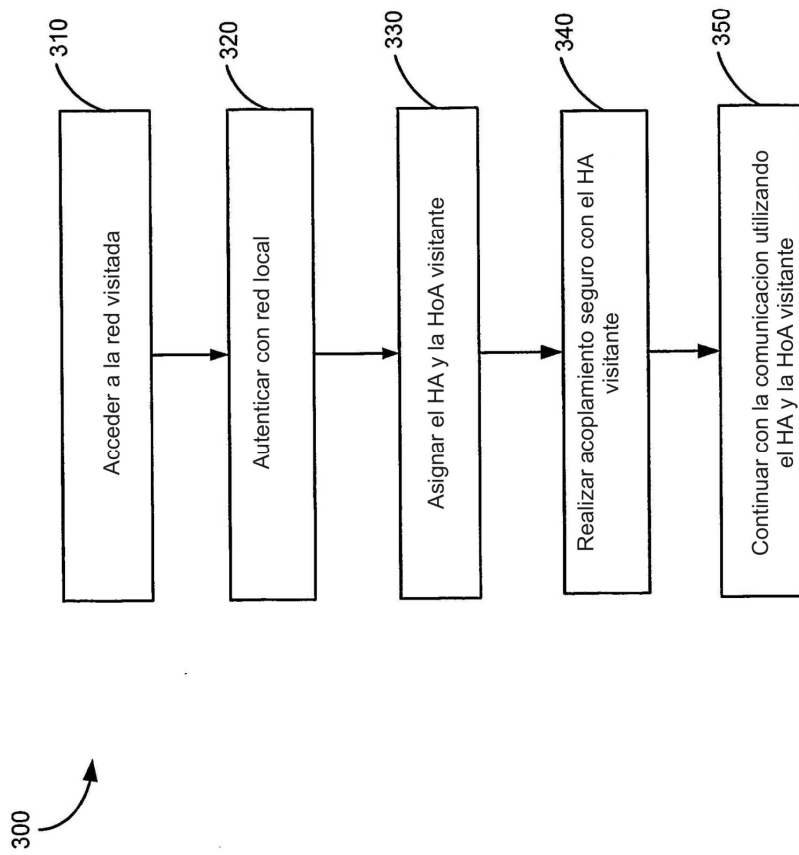 300
310
Acceder a la red visitada
320
Autenticar con red local
330
Asignar el HA y la HoA visitante
340
Realizar acoplamiento seguro con el HA
visitante
350
Continuar con la comunicacion utilizando
el HA y la HoA visitante